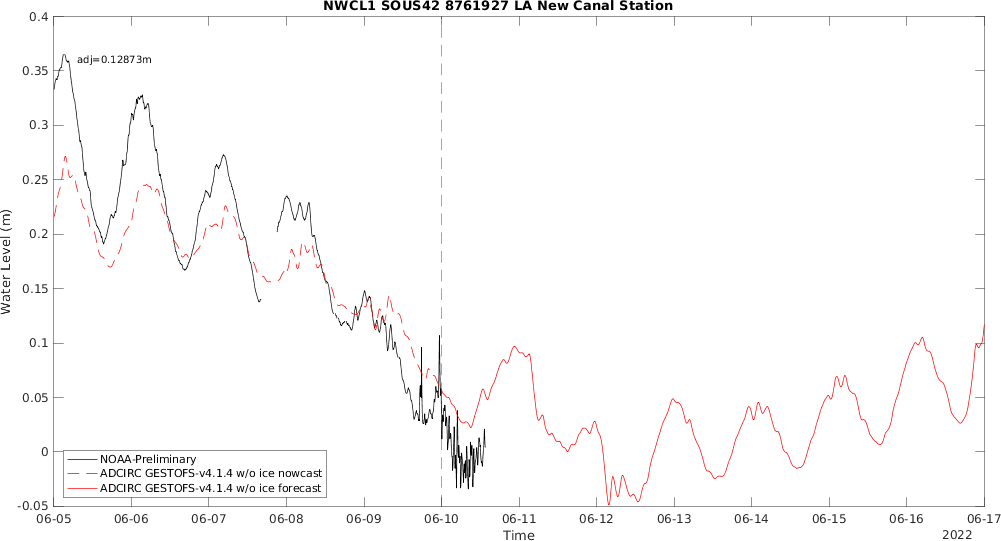 NWCL1 SOUS42 8761927 LA New Canal Station
adj=0.12873m
Water Level (m)
0.4
0.35
0.3
0.25
0.2
0.15
0.1
0.05
0
-0.05
NOAA-Preliminary
ADCIRC GESTOFS-v4.1.4 w/o ice nowcast
ADCIRC GESTOFS-v4.1.4 w/o ice forecast
06-05 06-06 06-07 06-08 06-09 06-10 06-11 06-12 06-13 06-14 06-15 06-16 06-17
Time
2022